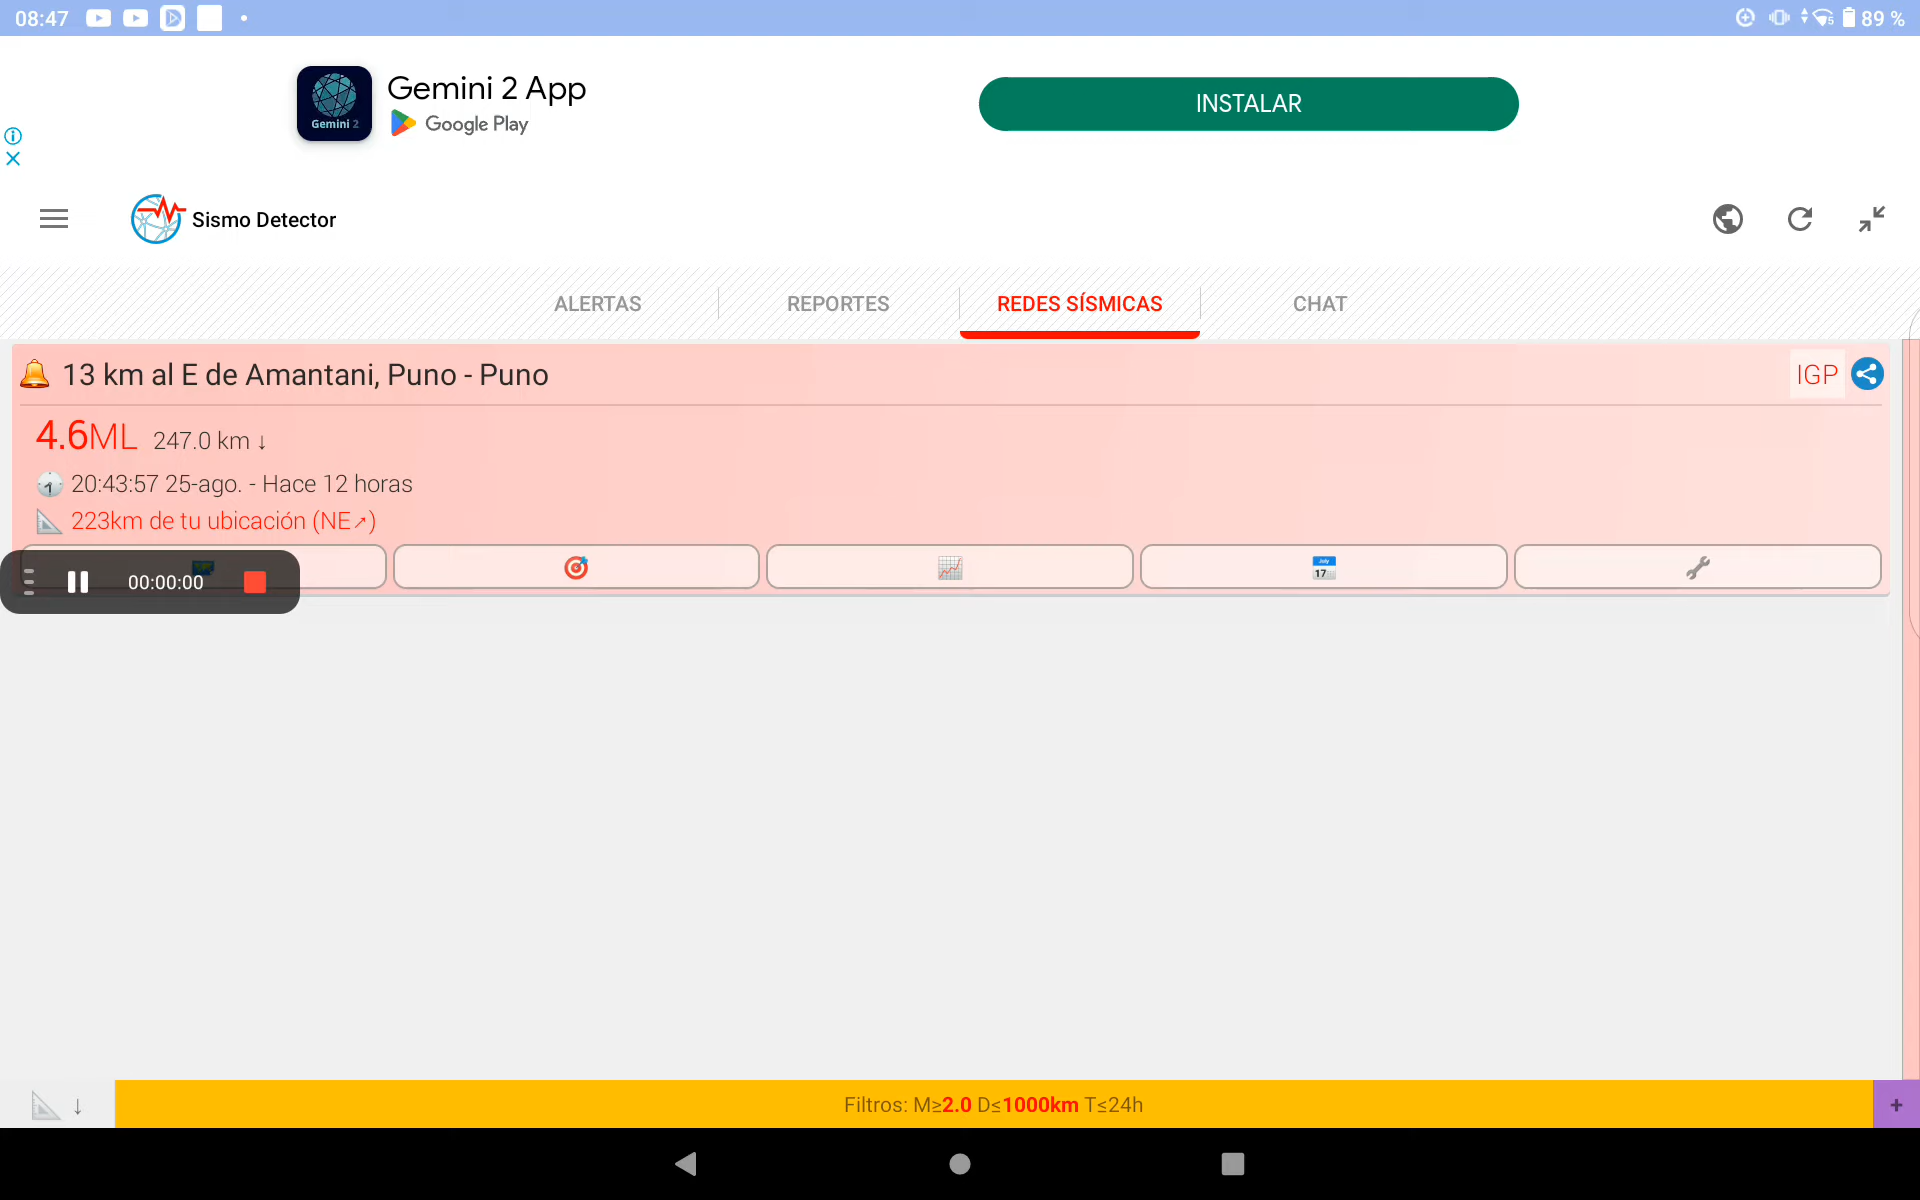 08:47
5 89 %
Gemini 2 App
Gemini 2
Google Play
INSTALAR
Sismo Detector
ALERTAS
REPORTES
REDES SÍSMICAS
CHAT
13 km al E de Amantani, Puno - Puno
IGP
4.6ML 247.0 km ↓
20:43:57 25-ago. - Hace 12 horas
223km de tu ubicación (NE↗)
00:00:00
July
17
↓
Filtros: M≥2.0 D≤1000km T≤24h
+